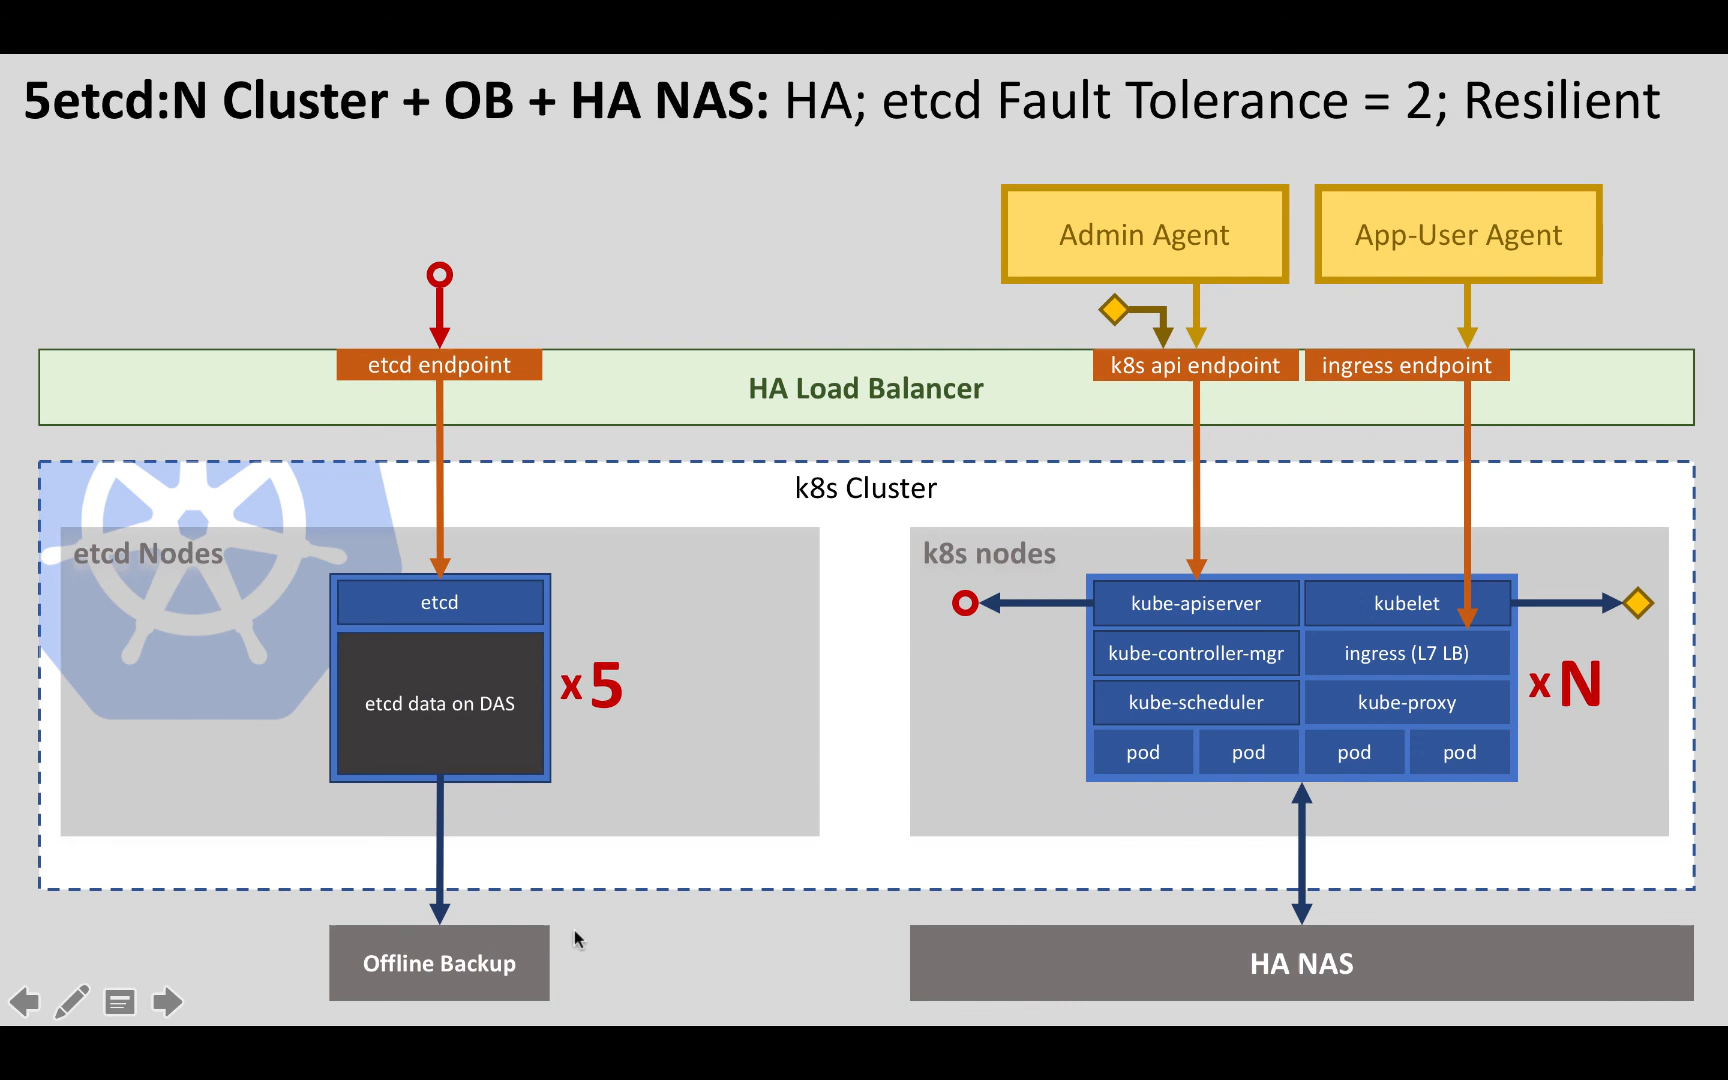 5etcd:N Cluster + OB + HA NAS: HA; etcd Fault Tolerance = 2; Resilient
Admin Agent
App-User Agent
etcd endpoint
k8s api endpoint
ingress endpoint
HA Load Balancer
k8s Cluster
etcd Nodes
etcd
etcd data on DAS
x 5
k8s nodes
kube-apiserver
kubelet
kube-controller-mgr
ingress (L7 LB)
kube-scheduler
kube-proxy
pod
pod
pod
pod
x N
Offline Backup
HA NAS